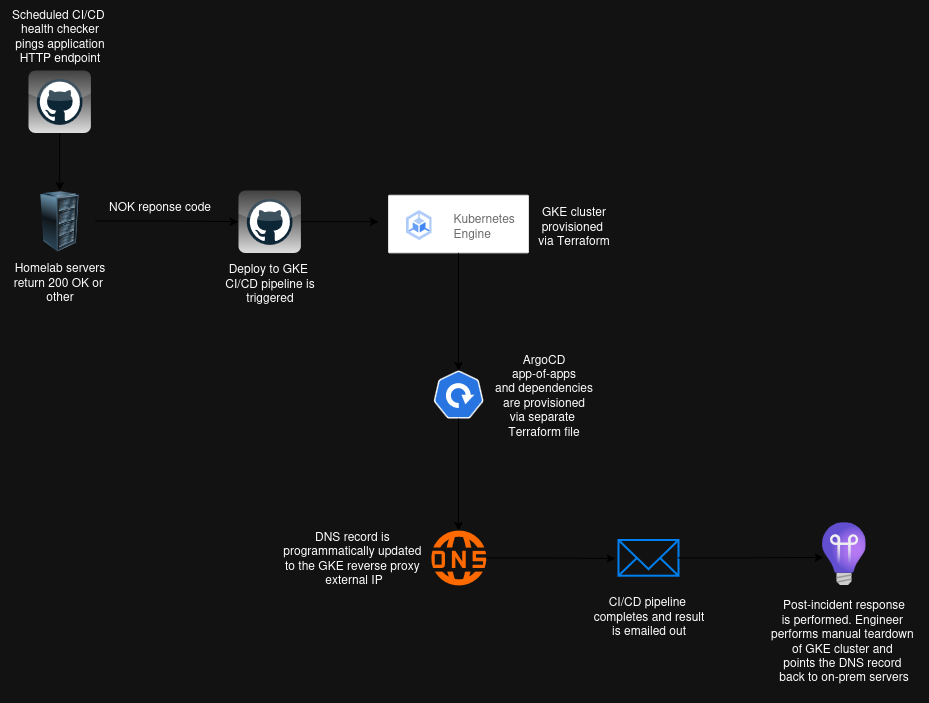 Scheduled CI/CD
health checker
pings application
HTTP endpoint
NOK reponse code
Homelab servers
return 200 OK or
other
Deploy to GKE
CI/CD pipeline is
triggered
Kubernetes
Engine
GKE cluster
provisioned
via Terraform
ArgoCD
app-of-apps
and dependencies
are provisioned
via separate
Terraform file
DNS record is
programmatically updated
to the GKE reverse proxy
external IP
DNS
CI/CD pipeline
completes and result
is emailed out
Post-incident response
is performed. Engineer
performs manual teardown
of GKE cluster and
points the DNS record
back to on-prem servers